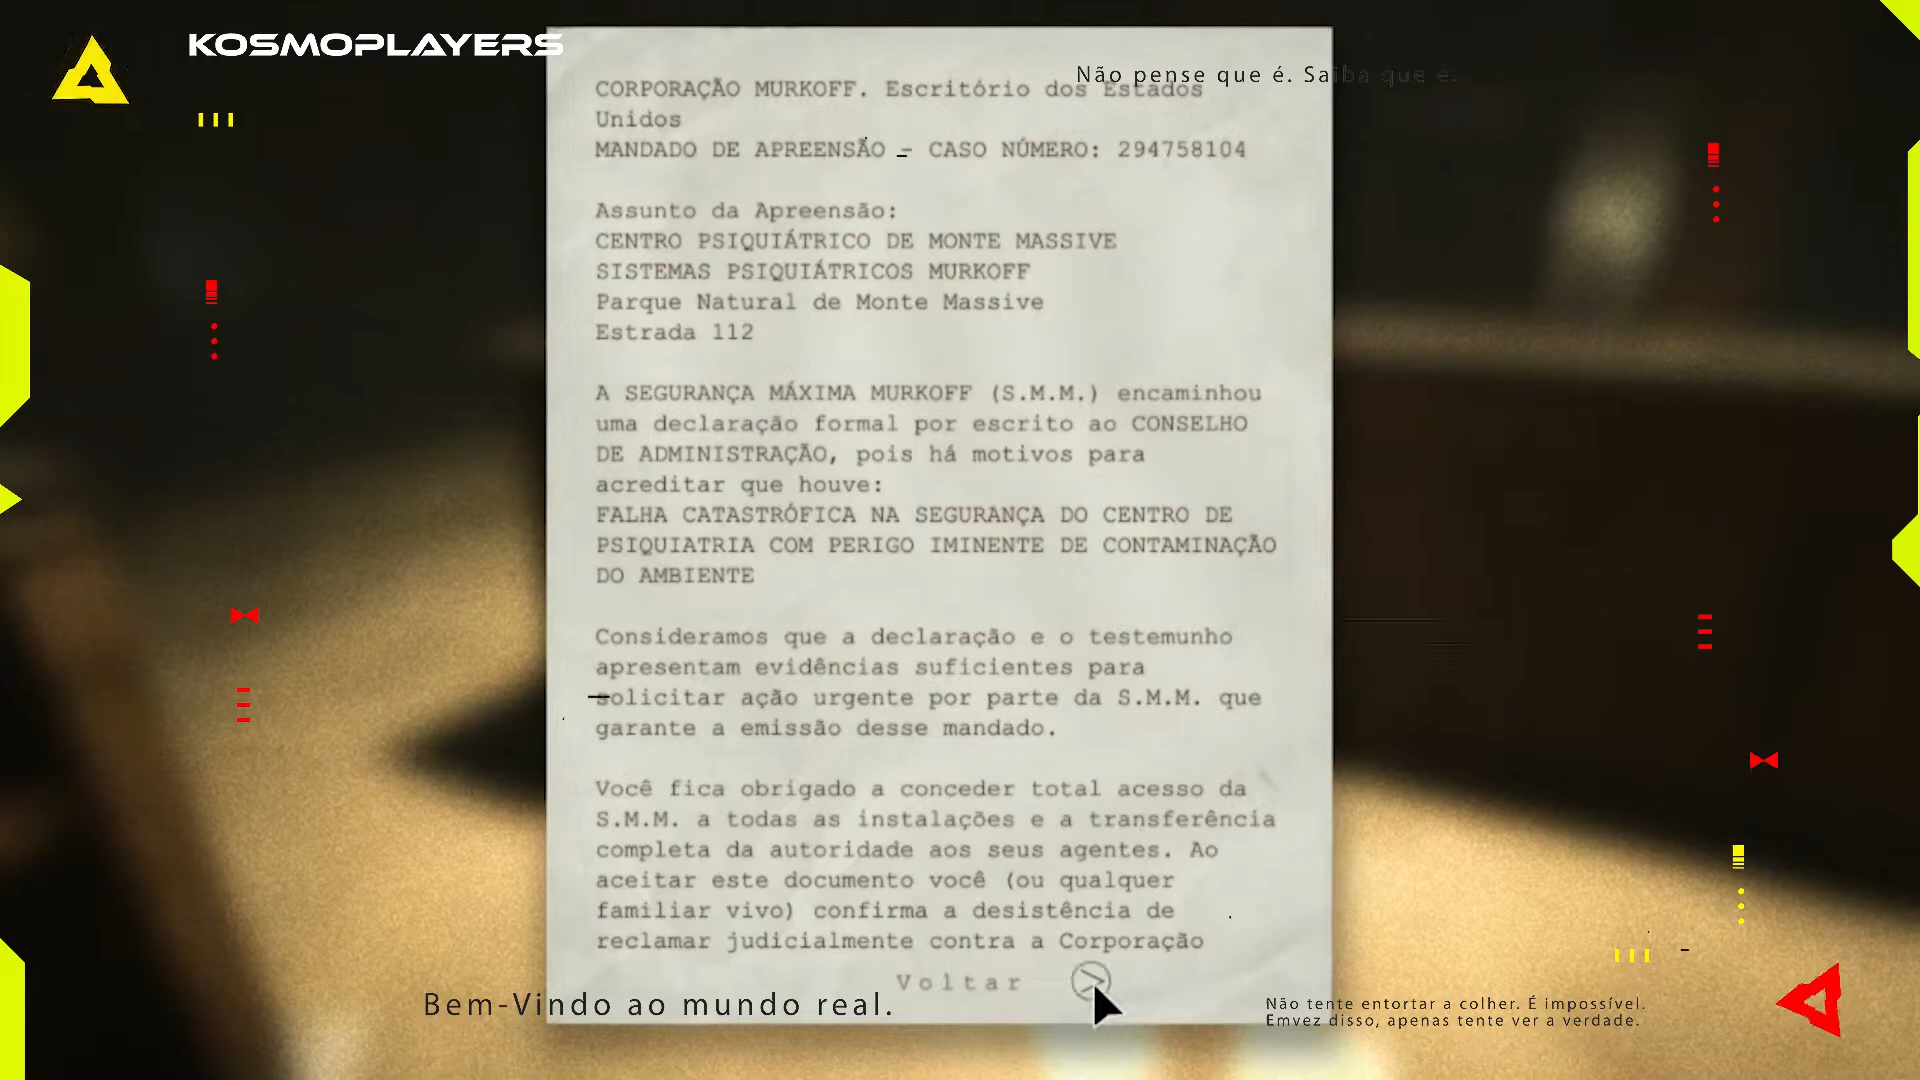 KOSMOPLAYERS
Não pense que é. Saiba que é.
CORPORAÇÃO MURKOFF. Escritório dos Estados
Unidos
MANDADO DE APREENSÃO - CASO NÚMERO: 294758104
Assunto da Apreensão:
CENTRO PSIQUIÁTRICO DE MONTE MASSIVE
SISTEMAS PSIQUIÁTRICOS MURKOFF
Parque Natural de Monte Massive
Estrada 112
A SEGURANÇA MÁXIMA MURKOFF (S.M.M.) encaminhou
uma declaração formal por escrito ao CONSELHO
DE ADMINISTRAÇÃO, pois há motivos para
acreditar que houve:
FALHA CATASTRÓFICA NA SEGURANÇA DO CENTRO DE
PSIQUIATRIA COM PERIGO IMINENTE DE CONTAMINAÇÃO
DO AMBIENTE
Consideramos que a declaração e o testemunho
apresentam evidências suficientes para
solicitar ação urgente por parte da S.M.M. que
garante a emissão desse mandado.
Você fica obrigado a conceder total acesso da
S.M.M. a todas as instalações e a transferência
completa da autoridade aos seus agentes. Ao
aceitar este documento você (ou qualquer
familiar vivo) confirma a desistência de
reclamar judicialmente contra a Corporação
Voltar
Bem-Vindo ao mundo real.
Não tente entortar a colher. É impossível.
Emvez disso, apenas tente ver a verdade.